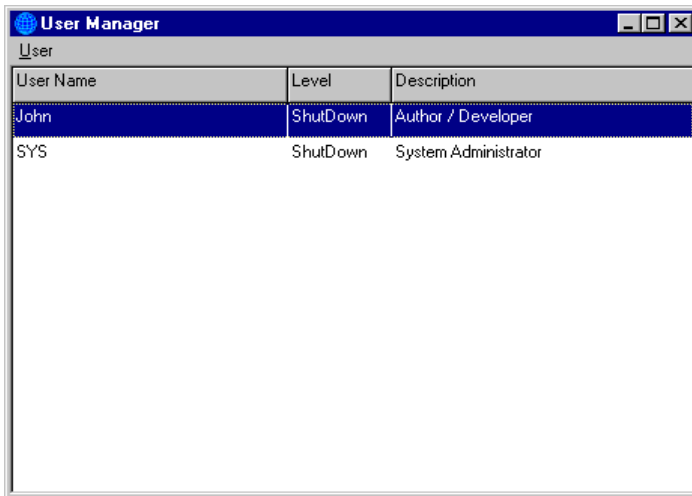 User Manager
User
User Name Level Description
John ShutDown Author / Developer
SYS ShutDown System Administrator